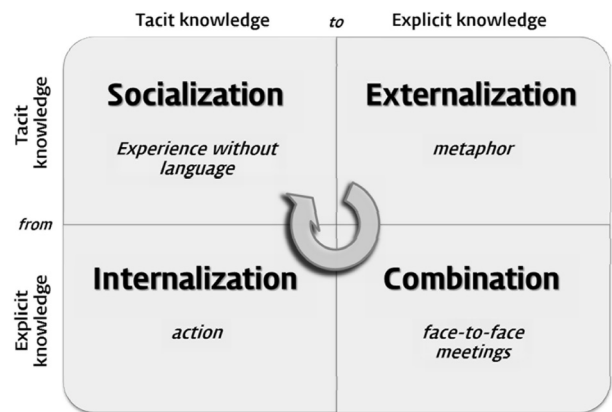 Tacit knowledge to Explicit knowledge
Tacit
knowledge
Socialization
Externalization
Experience without
language
metaphor
from
Explicit
knowledge
Internalization
Combination
action
face-to-face
meetings